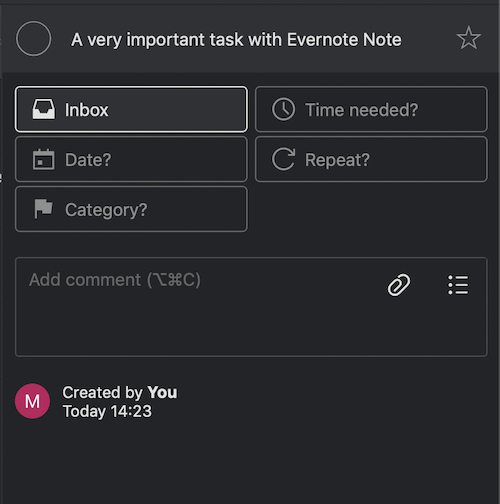 A very important task with Evernote Note
Inbox
Time needed?
Date?
Repeat?
Category?
Add comment (⌥⌘C)
M
Created by You
Today 14:23